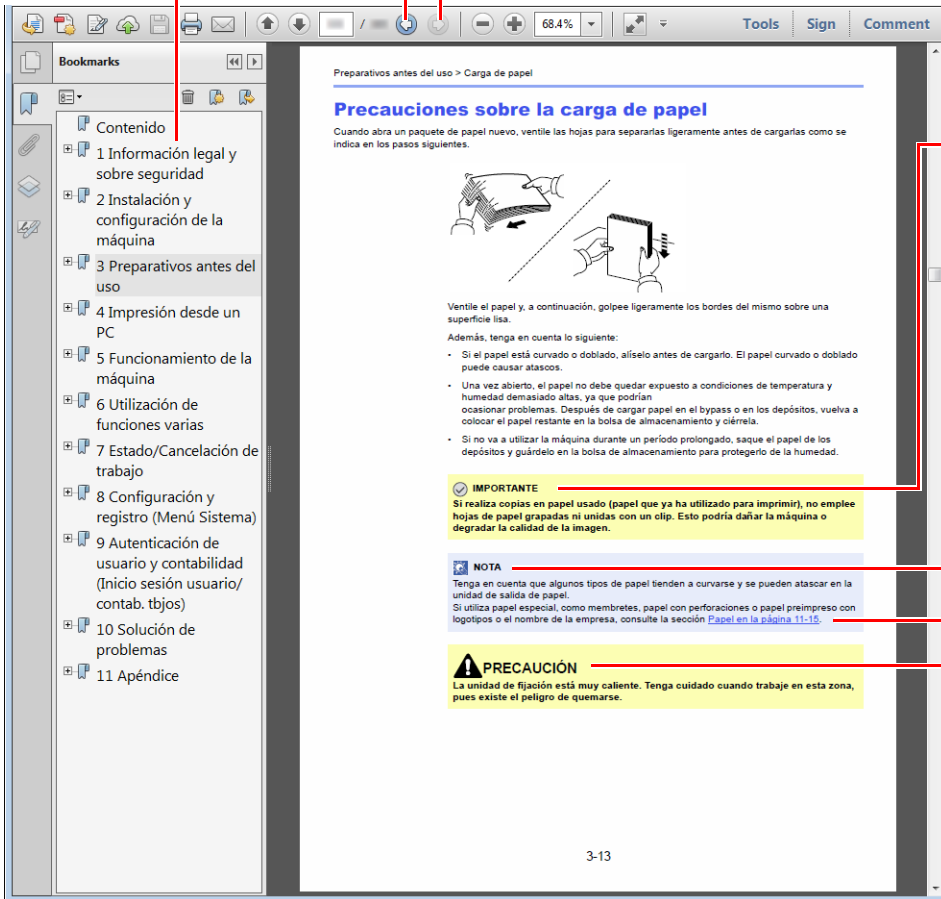 /
68.4%
Tools
Sign
Comment
Bookmarks
Contenido
1 Información legal y
sobre seguridad
2 Instalación y
configuración de la
máquina
3 Preparativos antes del
uso
4 Impresión desde un
PC
5 Funcionamiento de la
máquina
6 Utilización de
funciones varias
7 Estado/Cancelación de
trabajo
8 Configuración y
registro (Menú Sistema)
9 Autenticación de
usuario y contabilidad
(Inicio sesión usuario/
contab. tbjos)
10 Solución de
problemas
11 Apéndice
Preparativos antes del uso > Carga de papel
Precauciones sobre la carga de papel
Cuando abra un paquete de papel nuevo, ventile las hojas para separarlas ligeramente antes de cargarlas como se
indica en los pasos siguientes.
Ventile el papel y, a continuación, golpee ligeramente los bordes del mismo sobre una
superficie lisa.
Además, tenga en cuenta lo siguiente:
• Si el papel está curvado o doblado, alíselo antes de cargarlo. El papel curvado o doblado
puede causar atascos.
• Una vez abierto, el papel no debe quedar expuesto a condiciones de temperatura y
humedad demasiado altas, ya que podrían
ocasionar problemas. Después de cargar papel en el bypass o en los depósitos, vuelva a
colocar el papel restante en la bolsa de almacenamiento y ciérrela.
• Si no va a utilizar la máquina durante un período prolongado, saque el papel de los
depósitos y guárdelo en la bolsa de almacenamiento para protegerlo de la humedad.
IMPORTANTE
Si realiza copias en papel usado (papel que ya ha utilizado para imprimir), no emplee
hojas de papel grapadas ni unidas con un clip. Esto podría dañar la máquina o
degradar la calidad de la imagen.
NOTA
Tenga en cuenta que algunos tipos de papel tienden a curvarse y se pueden atascar en la
unidad de salida de papel.
Si utiliza papel especial, como membretes, papel con perforaciones o papel preimpreso con
logotipos o el nombre de la empresa, consulte la sección Papel en la página 11-15.
PRECAUCIÓN
La unidad de fijación está muy caliente. Tenga cuidado cuando trabaje en esta zona,
pues existe el peligro de quemarse.
3-13